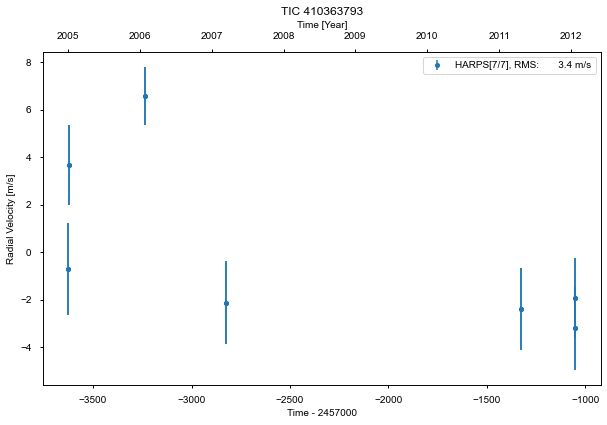 TIC 410363793
Time [Year]
2005 2006 2007 2008 2009 2010 2011 2012
HARPS[7/7], RMS: 3.4 m/s
8
6
4
2
0
−2
−4
Radial Velocity [m/s]
−3500 −3000 −2500 −2000 −1500 −1000
Time - 2457000